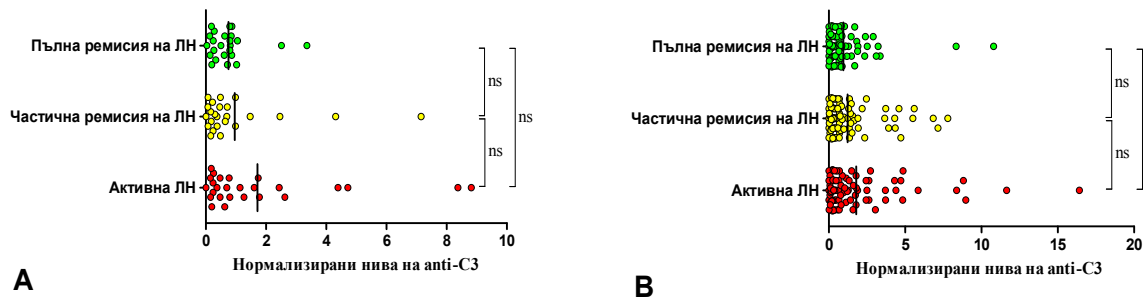 Пълна ремисия на ЛН
Частична ремисия на ЛН
Активна ЛН
ns
ns
ns
0 2 4 6 8 10
Нормализирани нива на anti-C3
A
Пълна ремисия на ЛН
Частична ремисия на ЛН
Активна ЛН
ns
ns
ns
0 5 10 15 20
Нормализирани нива на anti-C3
B